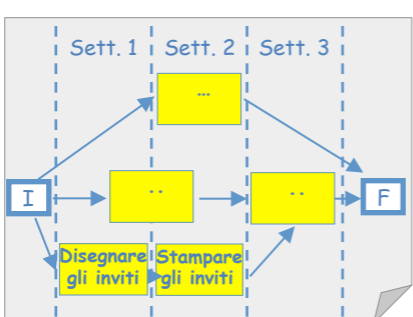 Sett. 1 Sett. 2 Sett. 3
...
I
..
..
F
Disegnare
gli inviti
Stampare
gli inviti